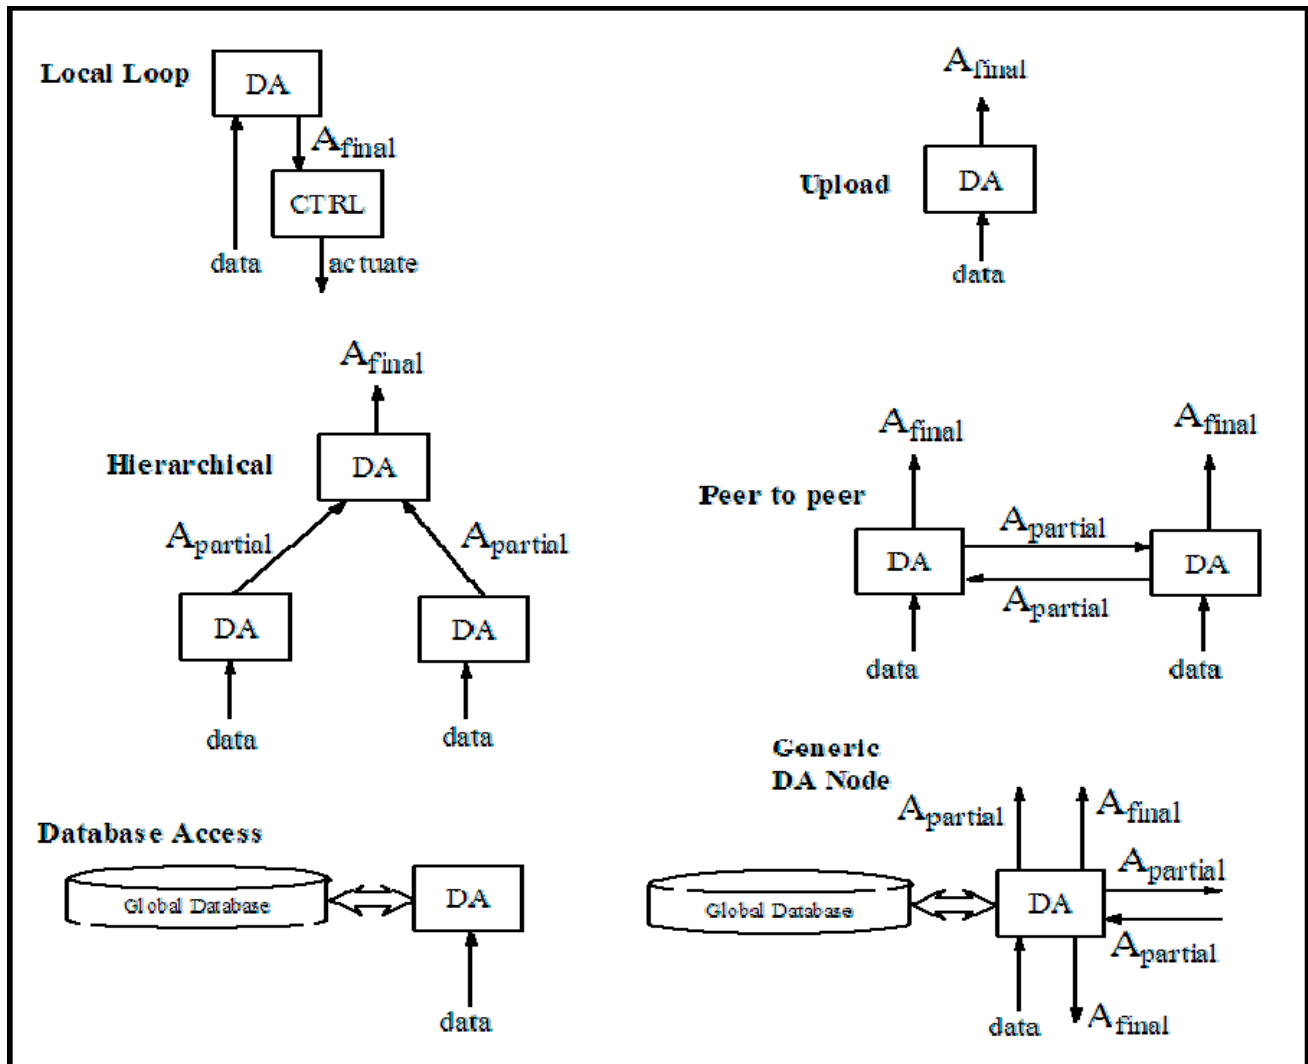 Local Loop
DA
Afinal
CTRL
data
actuate
Afinal
Upload
DA
data
Afinal
Hierarchical
DA
Apartial
Apartial
DA
DA
data
data
Afinal
Afinal
Peer to peer
Apartial
DA
DA
Apartial
data
data
Database Access
Global Database
DA
data
Generic
DA Node
Apartial
Afinal
Apartial
Global Database
DA
Apartial
data
Afinal